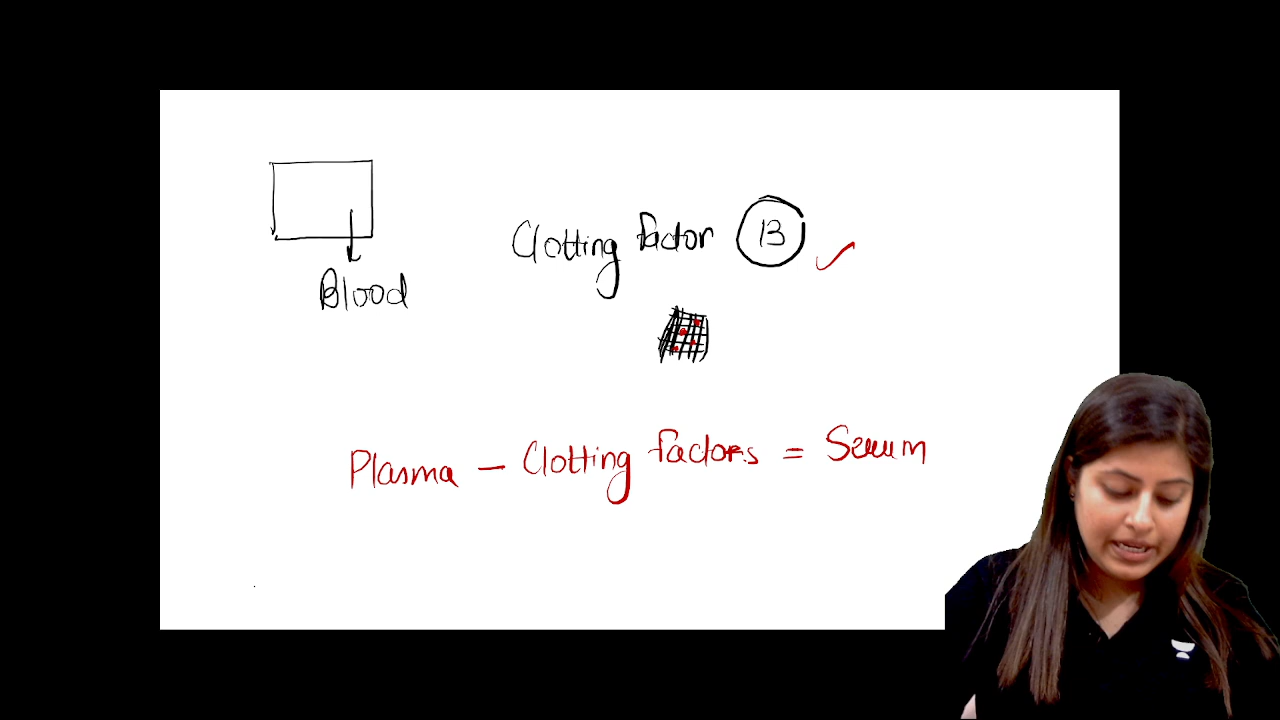 Clotting factor 13
Blood
Plasma - Clotting factors = Serum